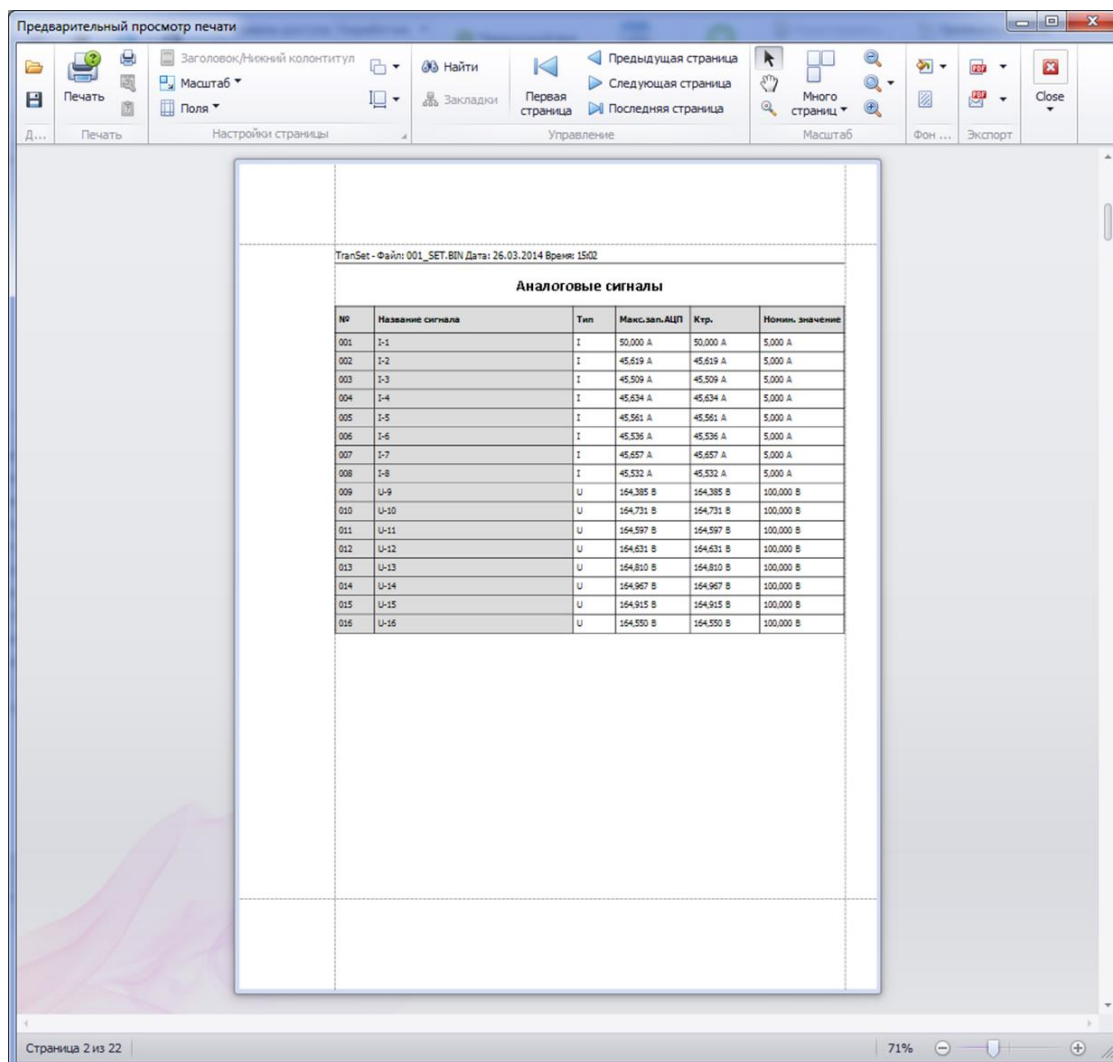 Предварительный просмотр печати
Заголовок/Нижний колонтитул
Масштаб
Поля
Печать
Найти
Закладки
Первая страница
Предыдущая страница
Следующая страница
Последняя страница
Много страниц
Close
Д... Печать Настройки страницы Управление Масштаб Фон ... Экспорт
TranSet - Файл: 001_SET.BIN Дата: 26.03.2014 Время: 15:02
Аналоговые сигналы
№ Название сигнала Тип Макс.зап.АЦП Ктр. Номин. значение
001 I-1 I 50,000 А 50,000 А 5,000 А
002 I-2 I 45,619 А 45,619 А 5,000 А
003 I-3 I 45,509 А 45,509 А 5,000 А
004 I-4 I 45,634 А 45,634 А 5,000 А
005 I-5 I 45,561 А 45,561 А 5,000 А
006 I-6 I 45,536 А 45,536 А 5,000 А
007 I-7 I 45,657 А 45,657 А 5,000 А
008 I-8 I 45,532 А 45,532 А 5,000 А
009 U-9 U 164,385 В 164,385 В 100,000 В
010 U-10 U 164,731 В 164,731 В 100,000 В
011 U-11 U 164,597 В 164,597 В 100,000 В
012 U-12 U 164,631 В 164,631 В 100,000 В
013 U-13 U 164,810 В 164,810 В 100,000 В
014 U-14 U 164,967 В 164,967 В 100,000 В
015 U-15 U 164,915 В 164,915 В 100,000 В
016 U-16 U 164,550 В 164,550 В 100,000 В
Страница 2 из 22
71%